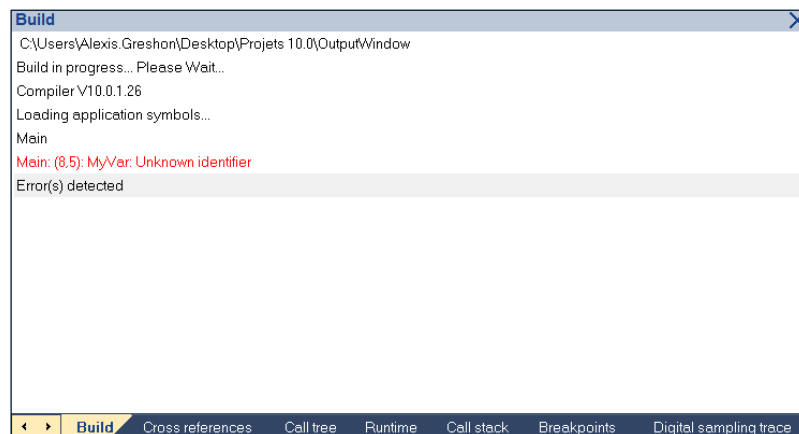 Build
C:\Users\Alexis.Greshon\Desktop\Projets 10.0\OutputWindow
Build in progress... Please Wait...
Compiler V10.0.1.26
Loading application symbols...
Main
Main: (8,5): MyVar: Unknown identifier
Error(s) detected
Build Cross references Call tree Runtime Call stack Breakpoints Digital sampling trace